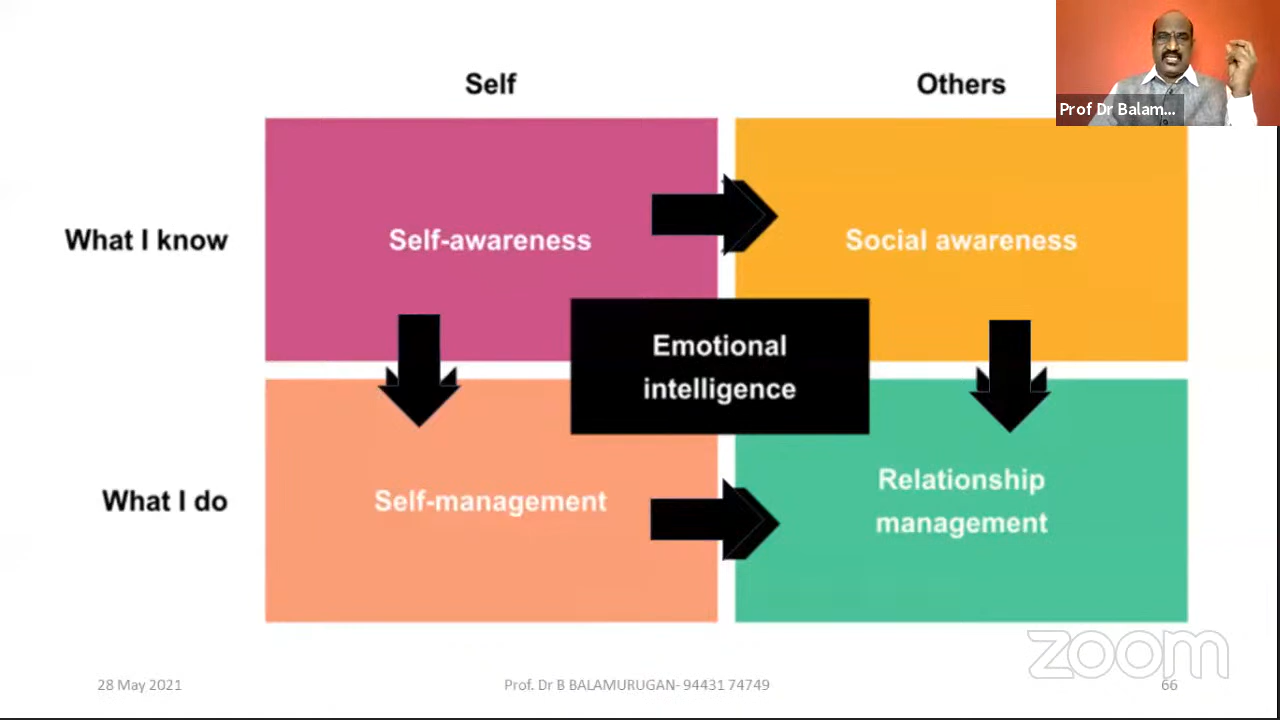 Self
Others
Prof Dr Balam...
What I know
Self-awareness
Social awareness
Emotional
intelligence
What I do
Self-management
Relationship
management
zoom
28 May 2021
Prof. Dr B BALAMURUGAN- 94431 74749
66